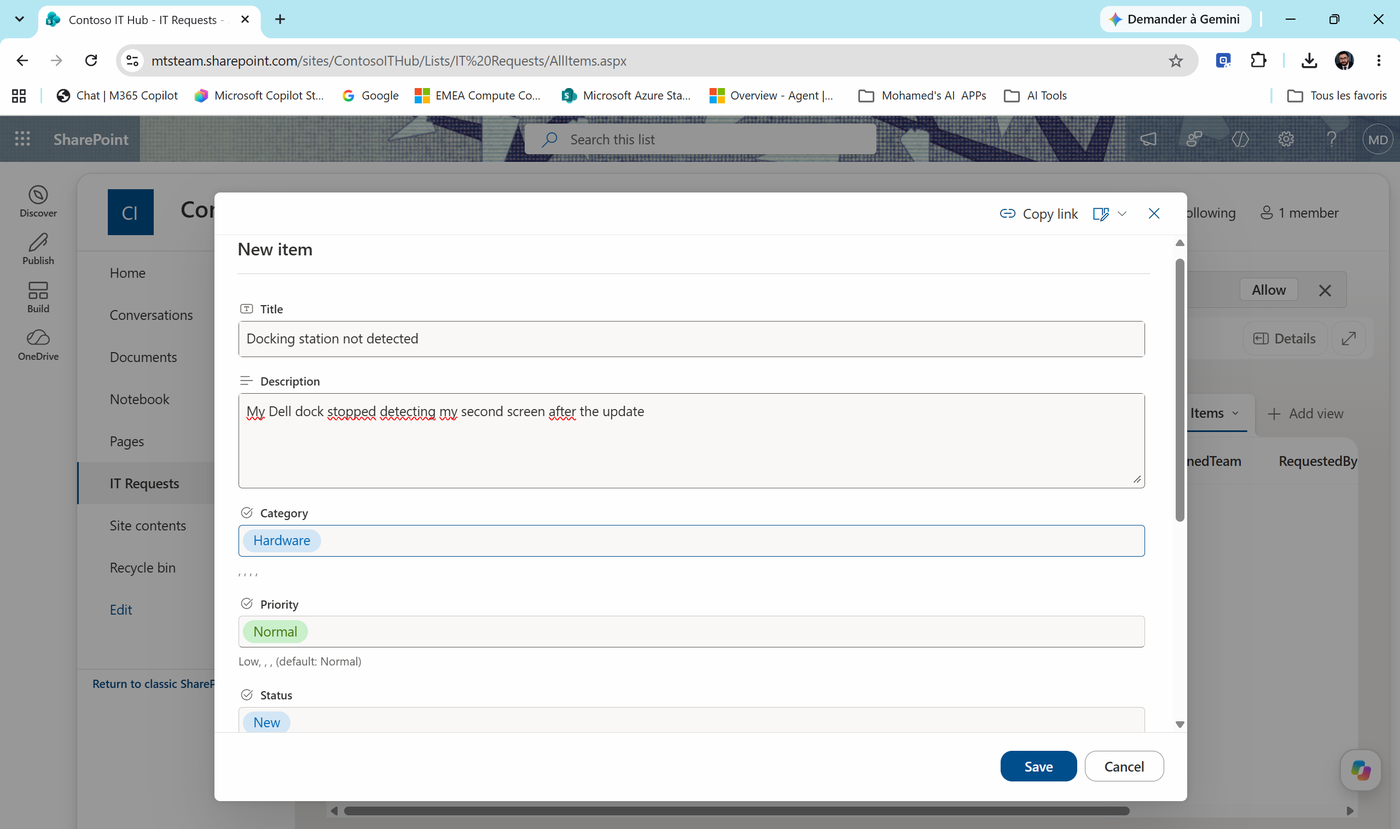 Contoso IT Hub - IT Requests -
Demander à Gemini
mtsteam.sharepoint.com/sites/ContosoITHub/Lists/IT%20Requests/AllItems.aspx
Chat | M365 Copilot
Microsoft Copilot St...
Google
EMEA Compute Co...
Microsoft Azure Sta...
Overview - Agent |...
Mohamed's AI APPs
AI Tools
Tous les favoris
SharePoint
Search this list
MD
Discover
Publish
Build
OneDrive
CI
Con
ollowing
1 member
Home
Conversations
Documents
Notebook
Pages
IT Requests
Site contents
Recycle bin
Edit
Return to classic ShareP
Allow
Details
Items
Add view
nedTeam
RequestedBy
Copy link
New item
Title
Docking station not detected
Description
My Dell dock stopped detecting my second screen after the update
Category
Hardware
, , , ,
Priority
Normal
Low, , , (default: Normal)
Status
New
Save
Cancel